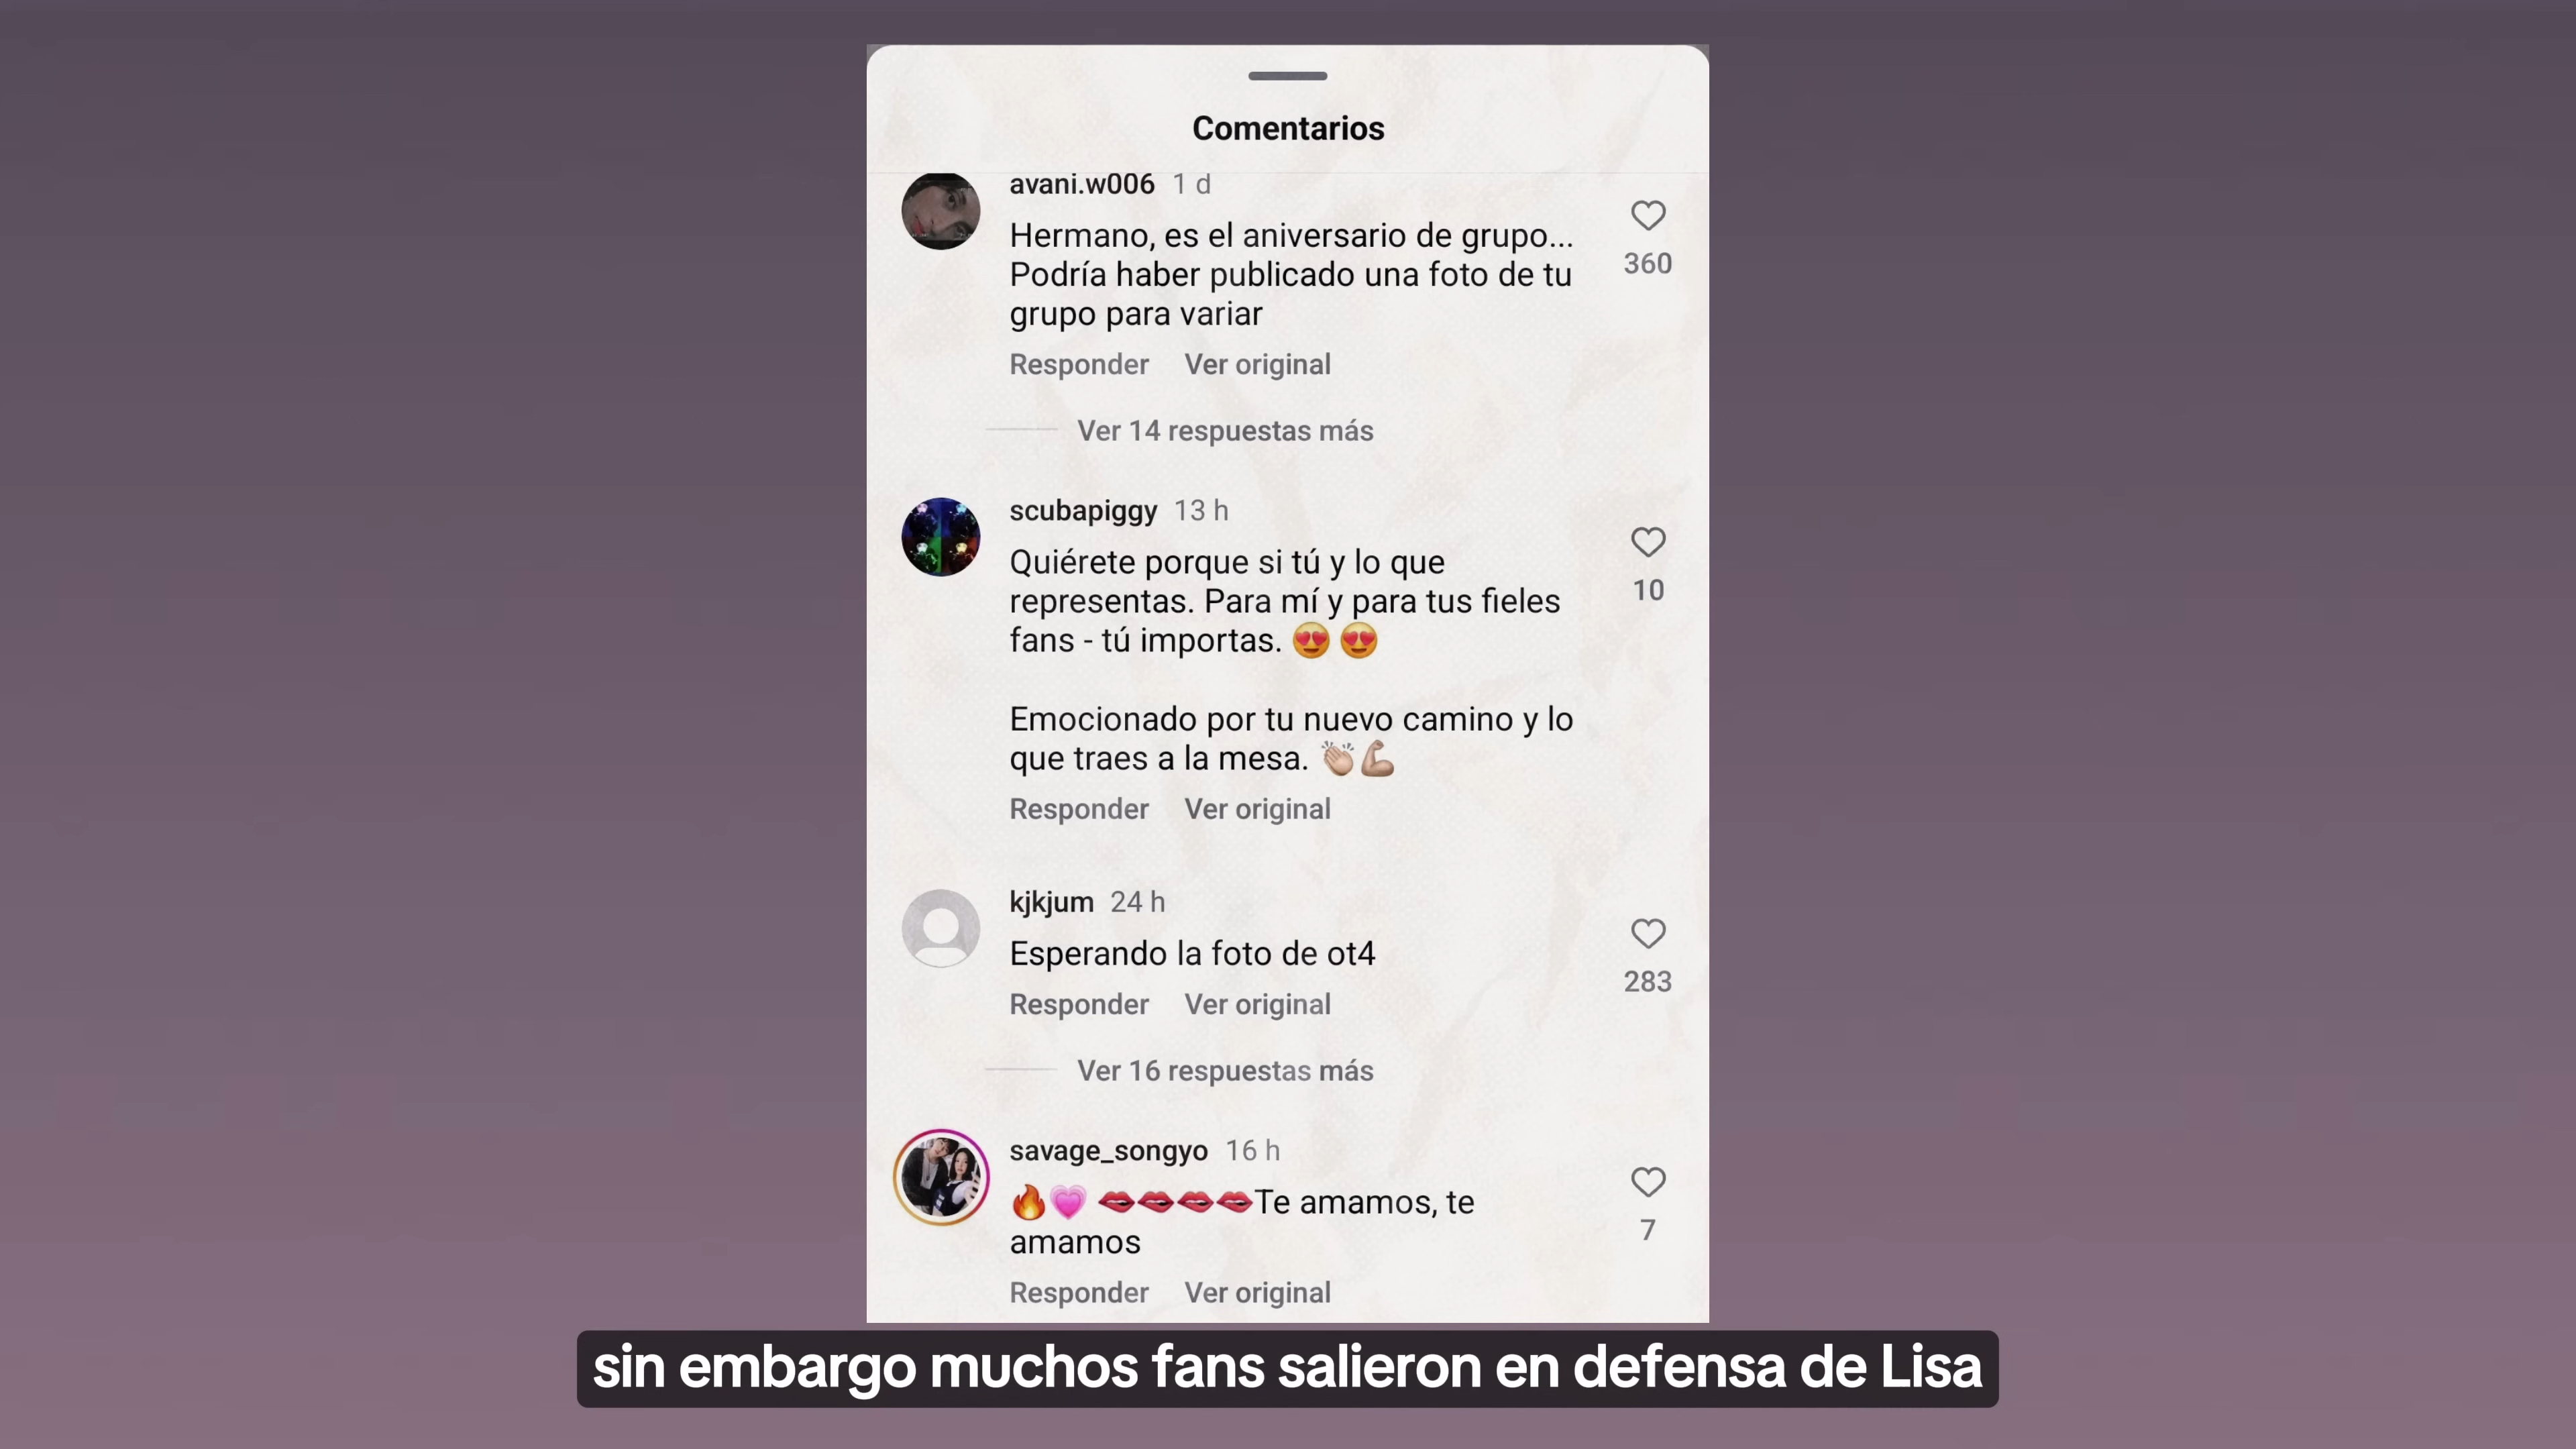 Comentarios
avani.w006 1 d
Hermano, es el aniversario de grupo...
Podría haber publicado una foto de tu
grupo para variar
360
Responder Ver original
Ver 14 respuestas más
scubapiggy 13 h
Quiérete porque si tú y lo que
representas. Para mí y para tus fieles
fans - tú importas. 😍 😍
10
Emocionado por tu nuevo camino y lo
que traes a la mesa. 👏🏼💪🏼
Responder Ver original
kjkjum 24 h
Esperando la foto de ot4
283
Responder Ver original
Ver 16 respuestas más
savage_songyo 16 h
🔥💗 🫦🫦🫦🫦Te amamos, te
amamos
7
Responder Ver original
sin embargo muchos fans salieron en defensa de Lisa